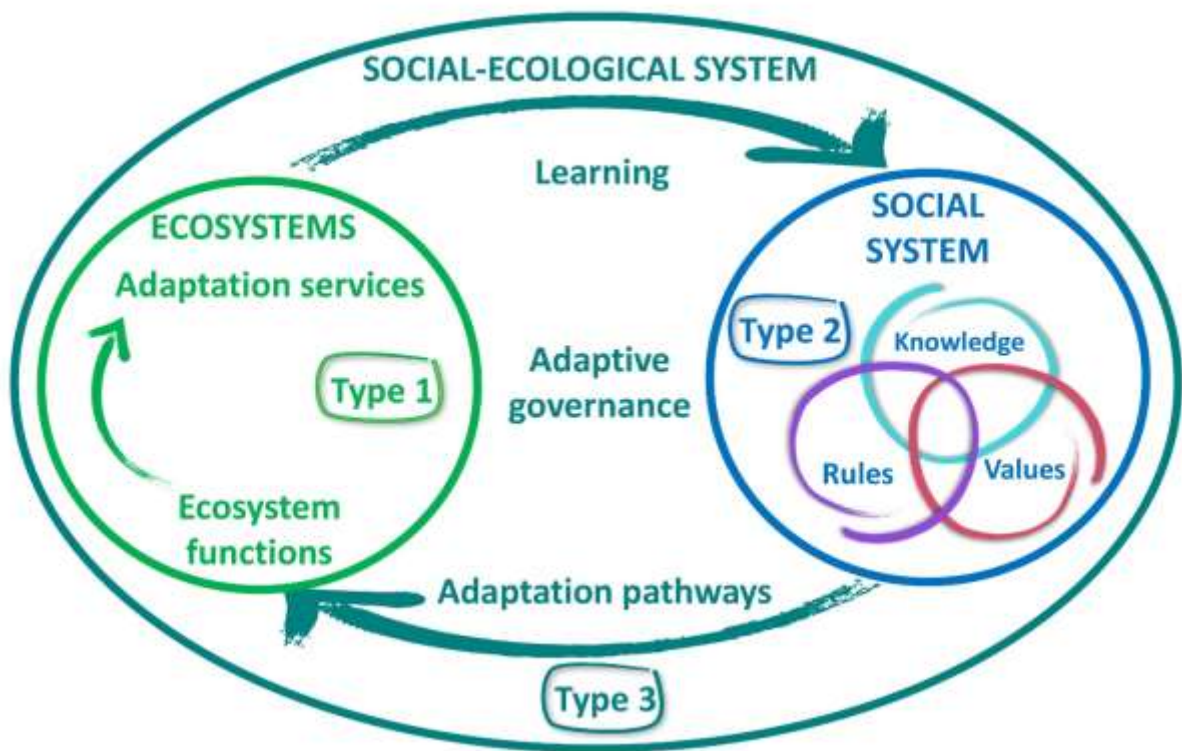 SOCIAL-ECOLOGICAL SYSTEM
Learning
ECOSYSTEMS
Adaptation services
Type 1
Ecosystem
functions
Adaptive
governance
SOCIAL
SYSTEM
Type 2
Knowledge
Rules
Values
Adaptation pathways
Type 3